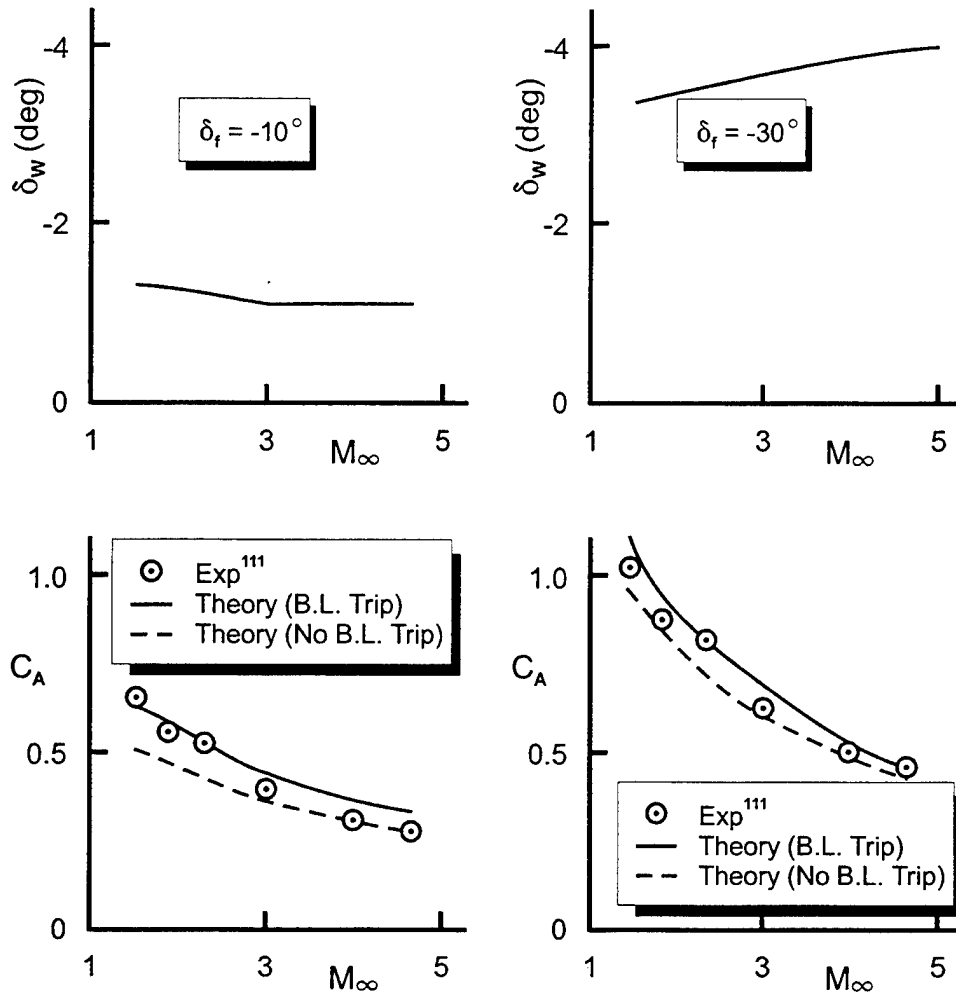 -4
δw (deg)
δf = -10°
-2
0
1
3
5
M∞
-4
δw (deg)
δf = -30°
-2
0
1
3
5
M∞
1.0
Exp111
Theory (B.L. Trip)
Theory (No B.L. Trip)
CA
0.5
0
1
3
5
M∞
1.0
CA
0.5
Exp111
Theory (B.L. Trip)
Theory (No B.L. Trip)
0
1
3
5
M∞